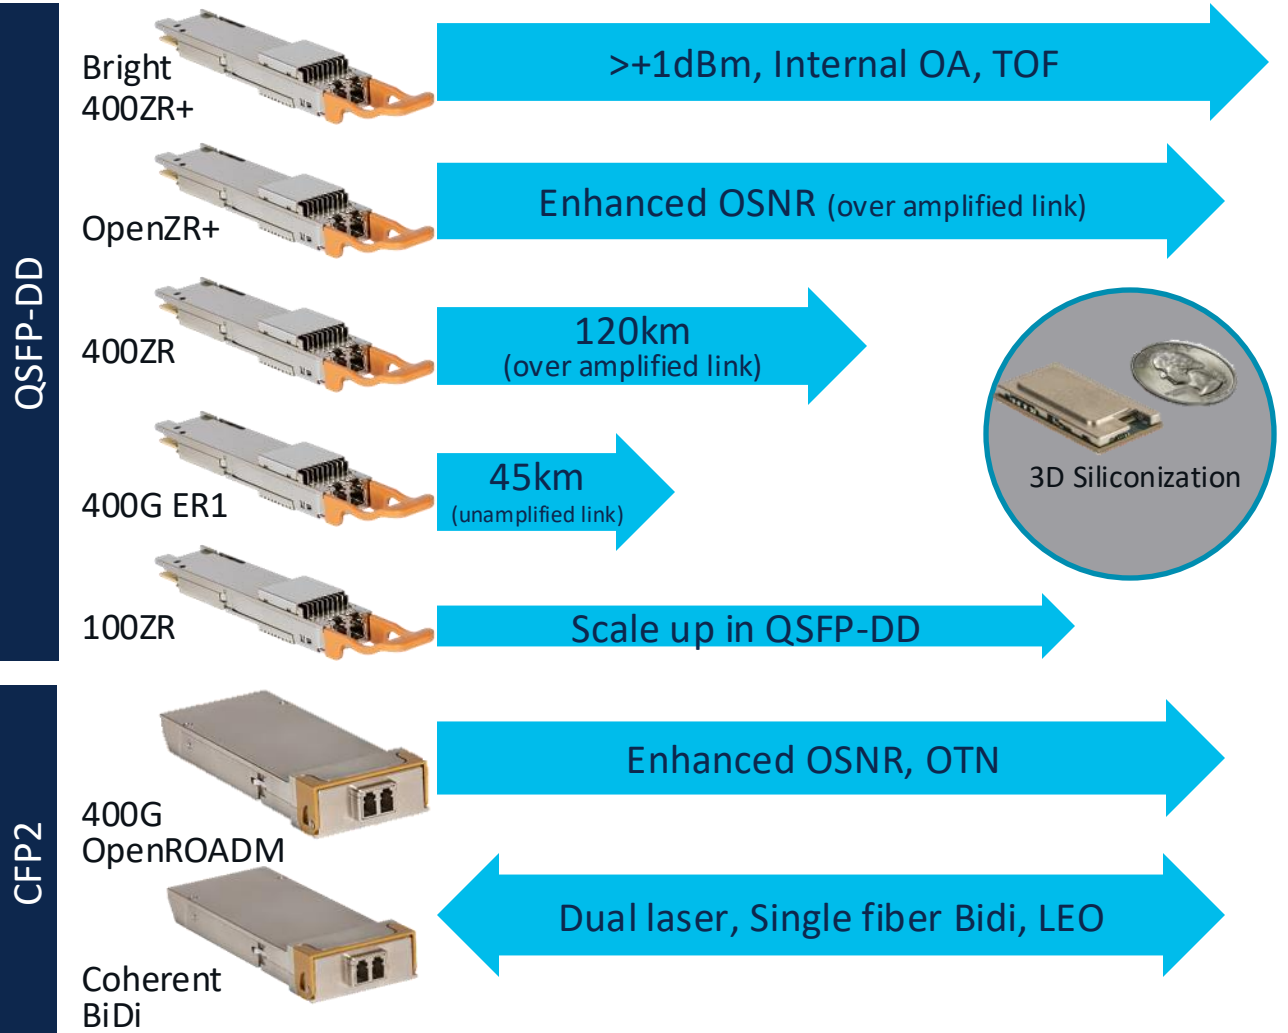 QSFP-DD
Bright
400ZR+
>+1dBm, Internal OA, TOF
OpenZR+
Enhanced OSNR (over amplified link)
400ZR
120km
(over amplified link)
400G ER1
45km
(unamplified link)
3D Siliconization
100ZR
Scale up in QSFP-DD
CFP2
400G
OpenROADM
Enhanced OSNR, OTN
Coherent
BiDi
Dual laser, Single fiber Bidi, LEO